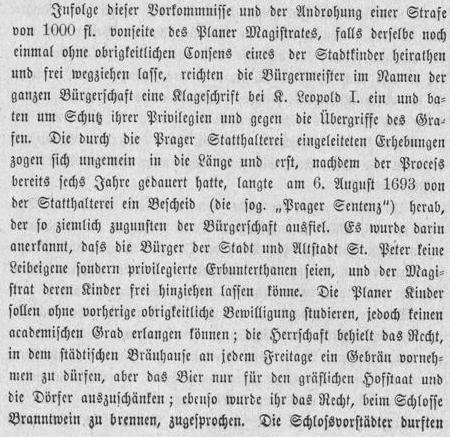 Infolge dieser Vorkommnisse und der Androhung einer Strafe
von 1000 fl. vonseite des Planer Magistrates, falls derselbe noch
einmal ohne obrigkeitlichen Consens eines der Stadtkinder heirathen
und frei wegziehen lasse, reichten die Bürgermeister im Namen der
ganzen Bürgerschaft eine Klageschrift bei K. Leopold I. ein und ba-
ten um Schutz ihrer Privilegien und gegen die Übergriffe des Gra-
fen. Die durch die Prager Statthalterei eingeleiteten Erhebungen
zogen sich ungemein in die Länge und erst, nachdem der Process
bereits sechs Jahre gedauert hatte, langte am 6. August 1693 von
der Statthalterei ein Bescheid (die sog. „Prager Sentenz“) herab,
der so ziemlich zugunsten der Bürgerschaft ausfiel. Es wurde darin
anerkannt, dass die Bürger der Stadt und Altstadt St. Peter keine
Leibeigene sondern privilegierte Erbunterthanen seien, und der Magi-
strat deren Kinder frei hinziehen lassen könne. Die Planer Kinder
sollen ohne vorherige obrigkeitliche Bewilligung studieren, jedoch keinen
academischen Grad erlangen können; die Herrschaft behielt das Recht,
in dem städtischen Bräuhause an jedem Freitage ein Gebräu vorneh-
men zu dürfen, aber das Bier nur für den gräflichen Hofstaat und
die Dörfer auszuschänken; ebenso wurde ihr das Recht, beim Schlosse
Branntwein zu brennen, zugesprochen. Die Schlossvorstädter durften